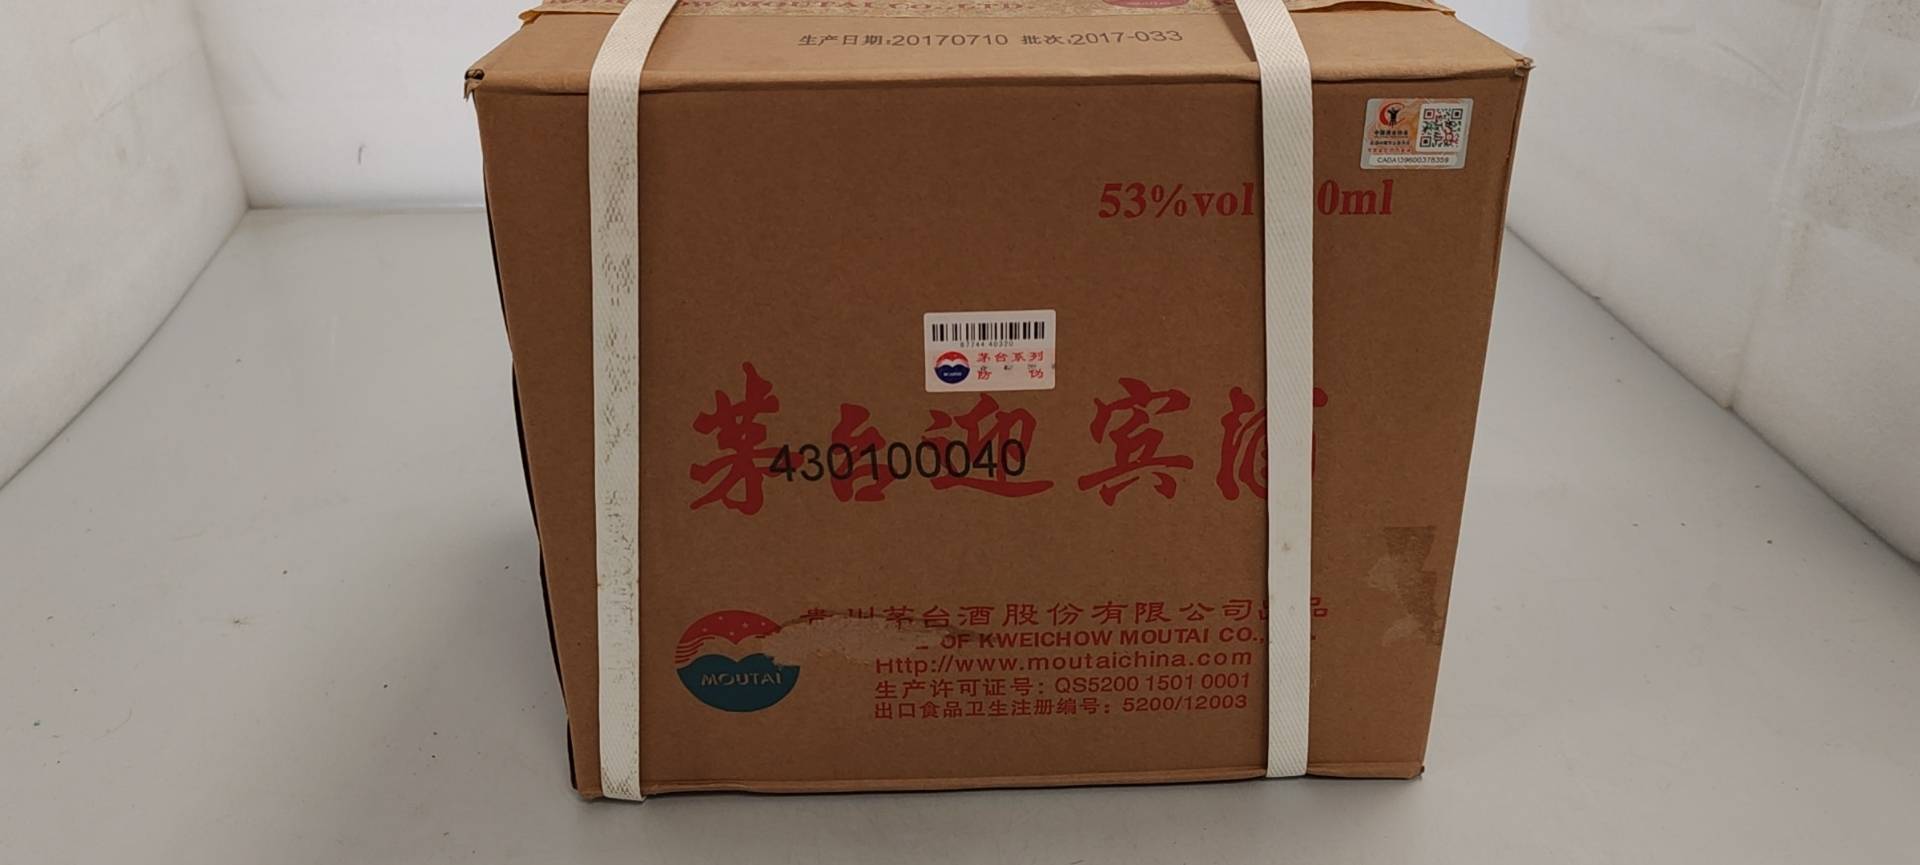 MOUTAI CO.,LTD.
生产日期:20170710 批次:2017-033
CADA139600378359
53%vol 0ml
87744 40320
茅台系列
防 伪
茅台迎宾酒
430100040
贵州茅台酒股份有限公司出品
OF KWEICHOW MOUTAI CO.,
Http://www.moutaichina.com
MOUTAI
生产许可证号: QS5200 1501 0001
出口食品卫生注册编号: 5200/12003